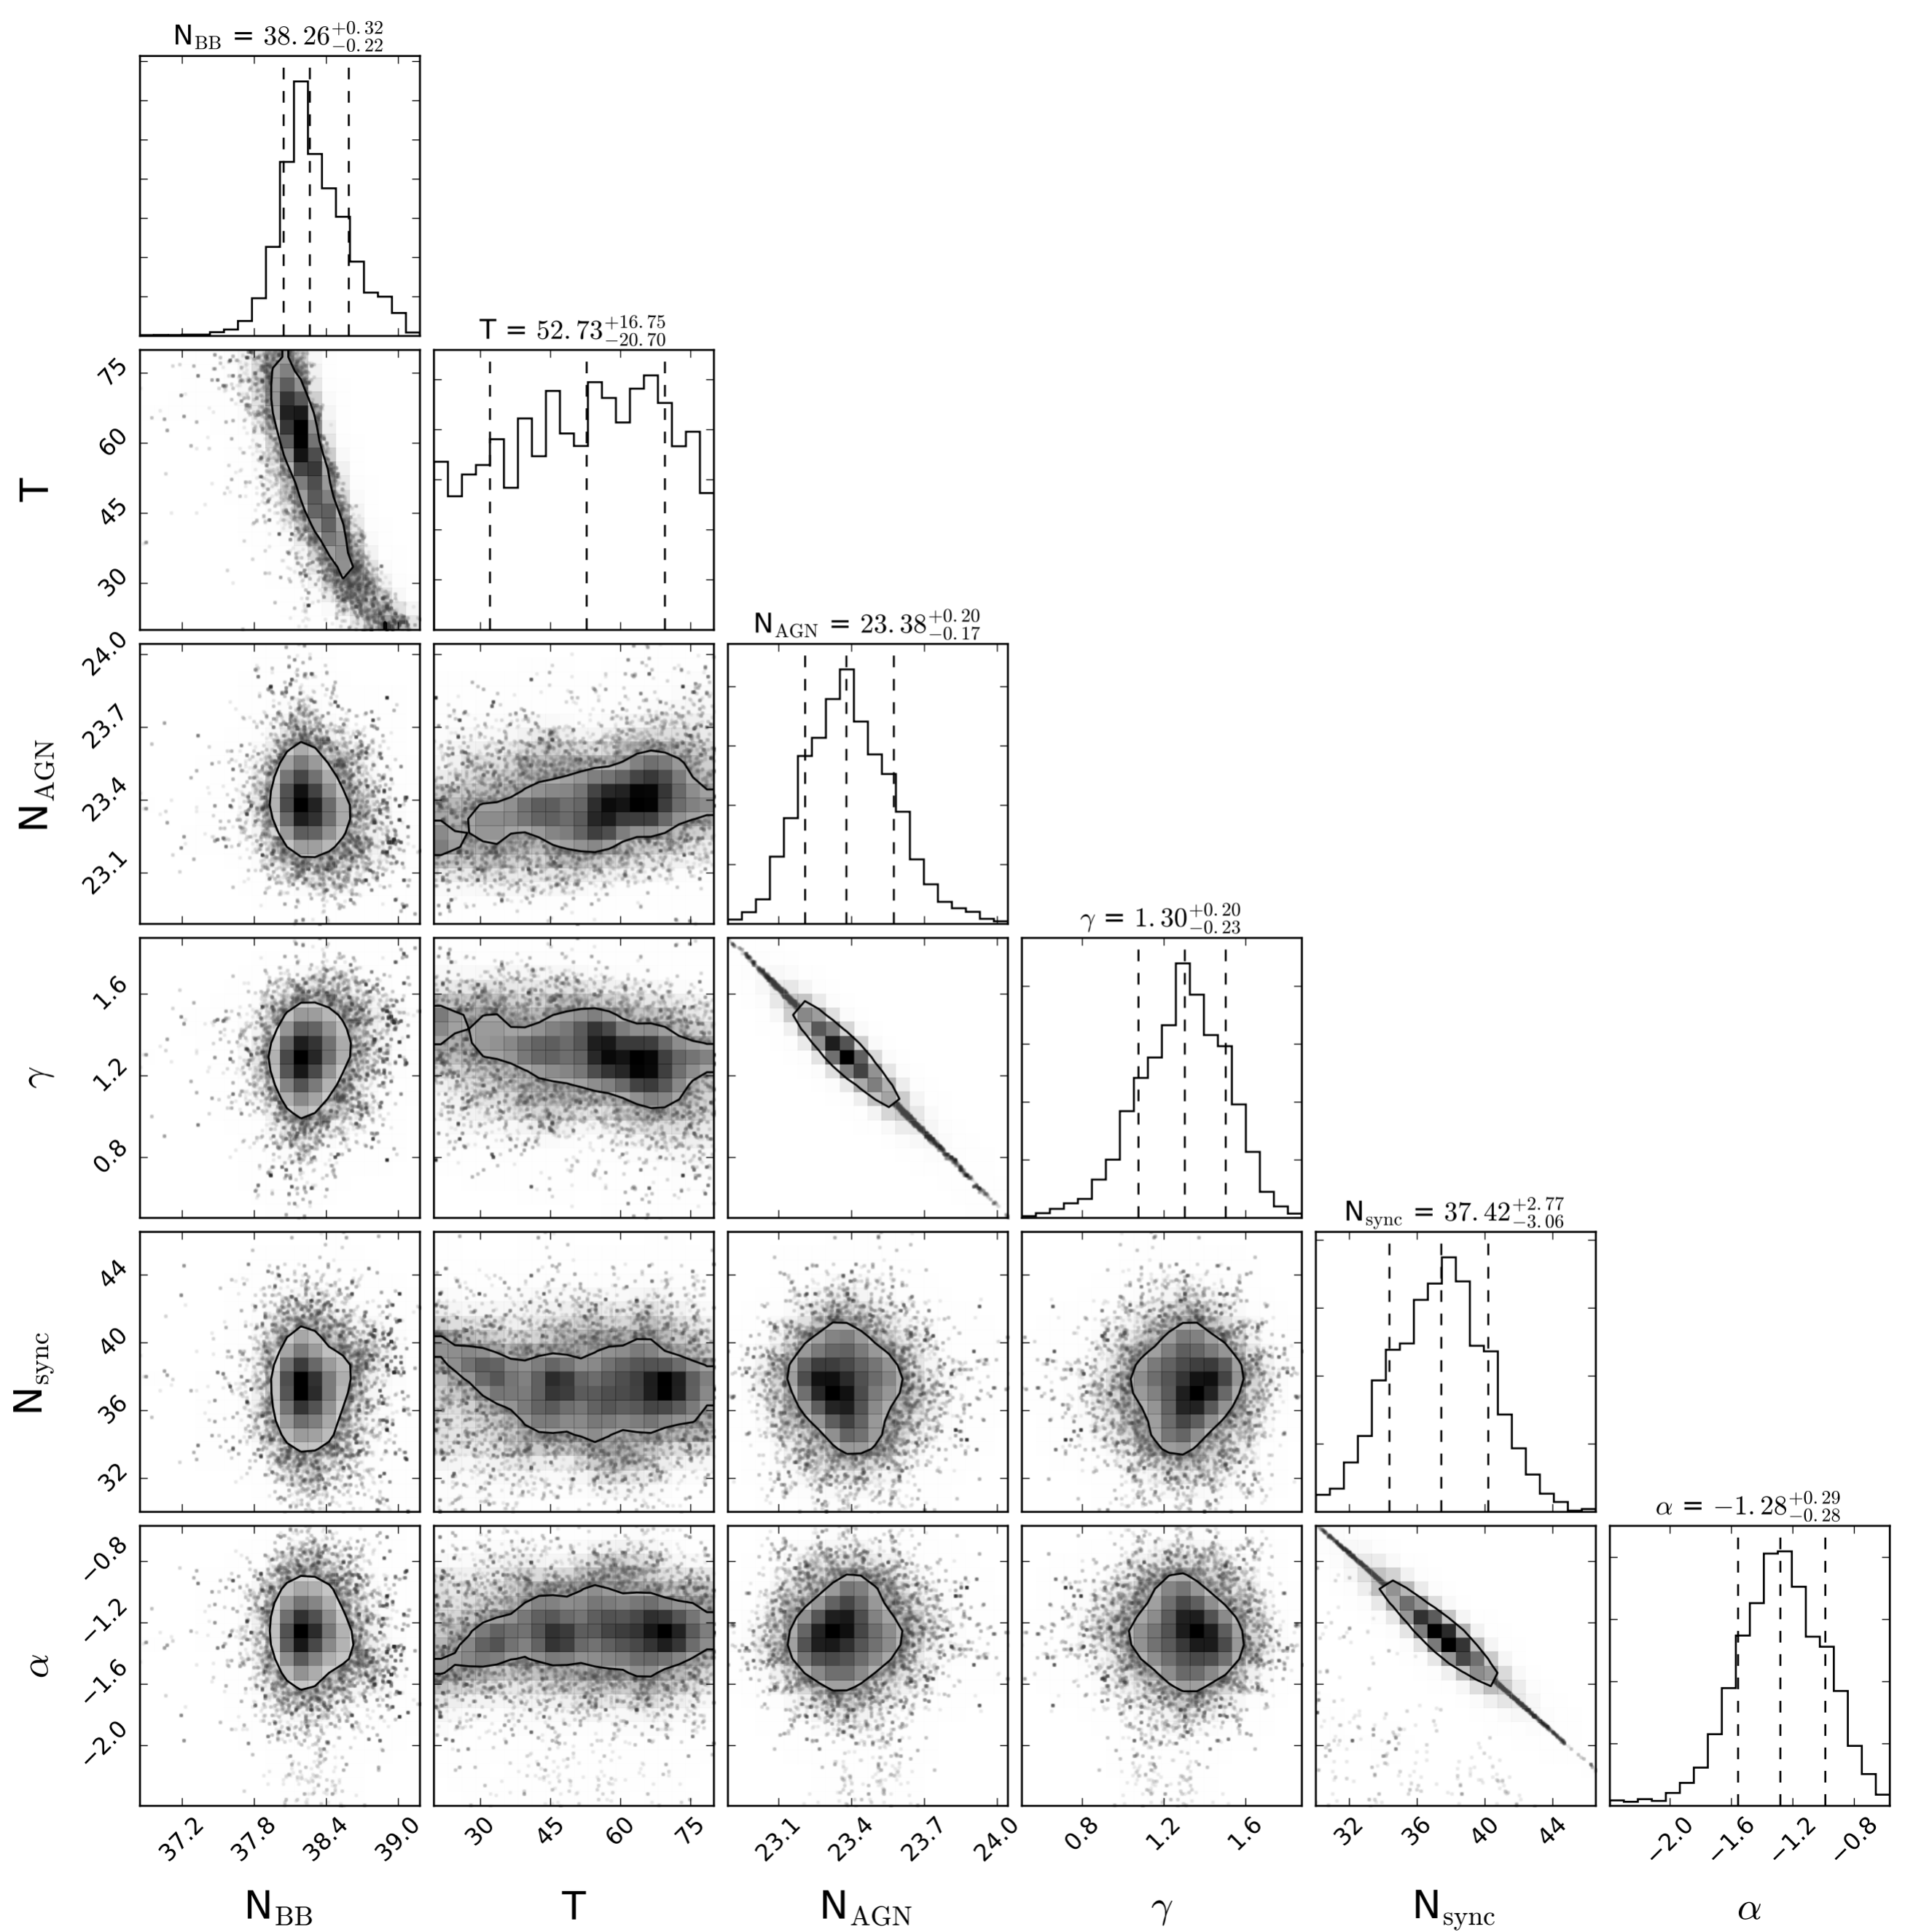 N_BB = 38.26^{+0.32}_{-0.22}
T = 52.73^{+16.75}_{-20.70}
75
60
45
30
T
N_AGN = 23.38^{+0.20}_{-0.17}
24.0
23.7
23.4
23.1
N_AGN
γ = 1.30^{+0.20}_{-0.23}
1.6
1.2
0.8
γ
N_sync = 37.42^{+2.77}_{-3.06}
44
40
36
32
N_sync
α = −1.28^{+0.29}_{-0.28}
−0.8
−1.2
−1.6
−2.0
α
37.2 37.8 38.4 39.0 30 45 60 75 23.1 23.4 23.7 24.0 0.8 1.2 1.6 32 36 40 44 −2.0 −1.6 −1.2 −0.8
N_BB T N_AGN γ N_sync α